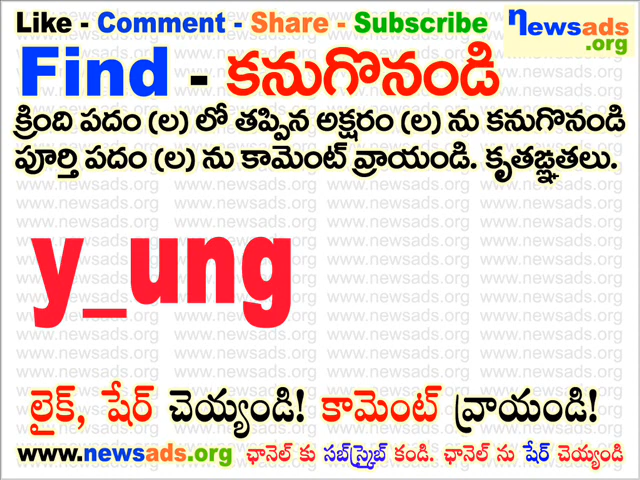 Like - Comment - Share - Subscribe
newsads
.org
Find - కనుగొనండి
క్రింది పదం (ల) లో తప్పిన అక్షరం (ల) ను కనుగొనండి
పూర్తి పదం (ల) ను కామెంట్ వ్రాయండి. కృతజ్ఞతలు.
y_ung
లైక్, షేర్ చెయ్యండి! కామెంట్ వ్రాయండి!
www.newsads.org ఛానెల్ కు సబ్‌స్క్రైబ్ కండి. ఛానెల్ ను షేర్ చెయ్యండి